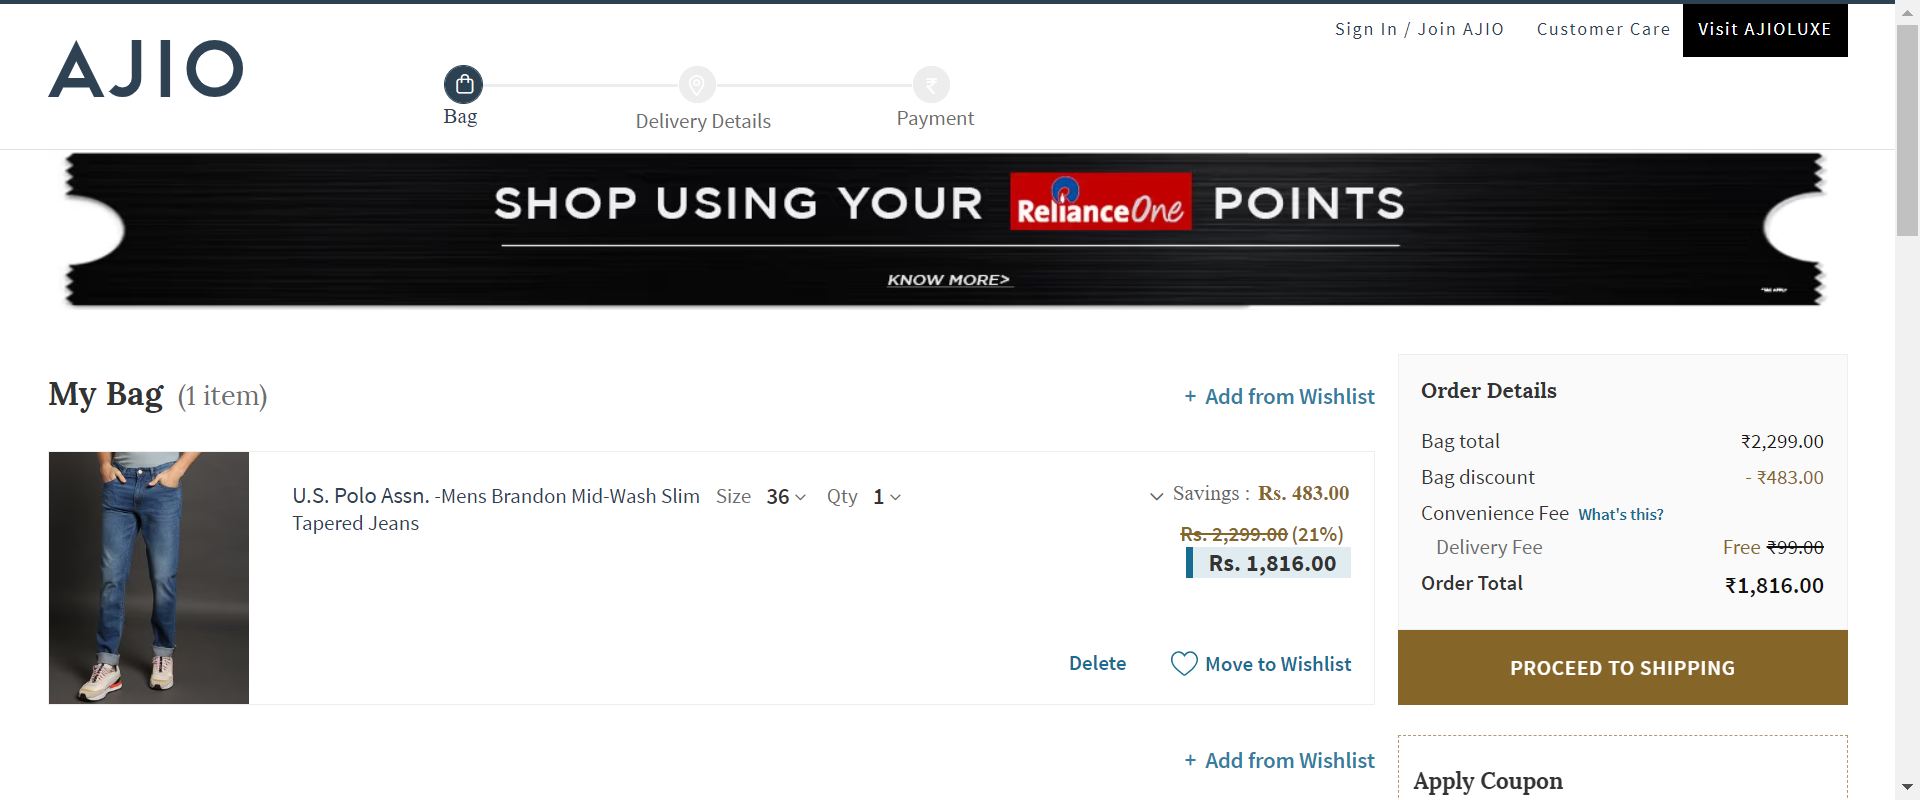 Sign In / Join AJIO
Customer Care
Visit AJIOLUXE
AJIO
Bag
Delivery Details
Payment
SHOP USING YOUR RelianceOne POINTS
KNOW MORE>
My Bag (1 item)
+ Add from Wishlist
U.S. Polo Assn. -Mens Brandon Mid-Wash Slim
Tapered Jeans
Size 36
Qty 1
Savings : Rs. 483.00
Rs. 2,299.00 (21%)
Rs. 1,816.00
Delete
Move to Wishlist
+ Add from Wishlist
Order Details
Bag total ₹2,299.00
Bag discount - ₹483.00
Convenience Fee What's this?
Delivery Fee Free ₹99.00
Order Total ₹1,816.00
PROCEED TO SHIPPING
Apply Coupon